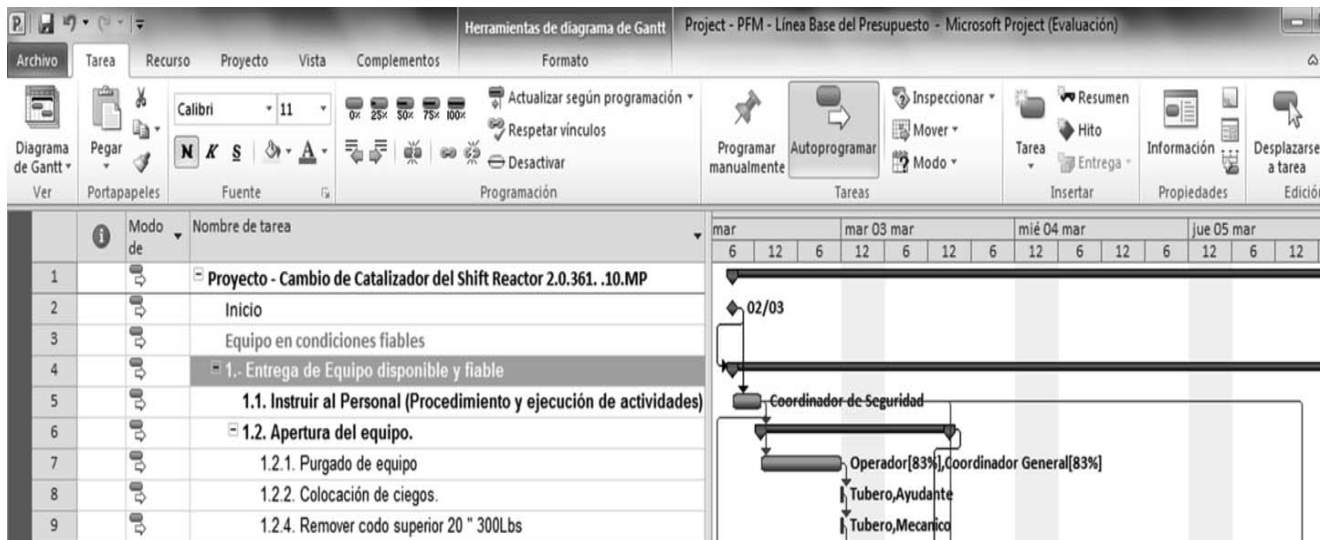 Herramientas de diagrama de Gantt Project - PFM - Línea Base del Presupuesto - Microsoft Project (Evaluación)
Archivo Tarea Recurso Proyecto Vista Complementos Formato
Diagrama de Gantt
Pegar
Calibri 11
N K S A
0% 25% 50% 75% 100%
Actualizar según programación
Respetar vínculos
Desactivar
Programar manualmente
Autoprogramar
Inspeccionar
Mover
Modo
Tarea
Resumen
Hito
Entrega
Información
Desplazarse a tarea
Ver Portapapeles Fuente Programación Tareas Insertar Propiedades Edición
Modo de Nombre de tarea
mar mar 03 mar mié 04 mar jue 05 mar
6 12 6 12 6 12 6 12 6 12 6 12 6 12
1 Proyecto - Cambio de Catalizador del Shift Reactor 2.0.361. .10.MP
2 Inicio 02/03
3 Equipo en condiciones fiables
4 1.- Entrega de Equipo disponible y fiable
5 1.1. Instruir al Personal (Procedimiento y ejecución de actividades) Coordinador de Seguridad
6 1.2. Apertura del equipo.
7 1.2.1. Purgado de equipo Operador[83%],Coordinador General[83%]
8 1.2.2. Colocación de ciegos. Tubero,Ayudante
9 1.2.4. Remover codo superior 20 " 300Lbs Tubero,Mecanico